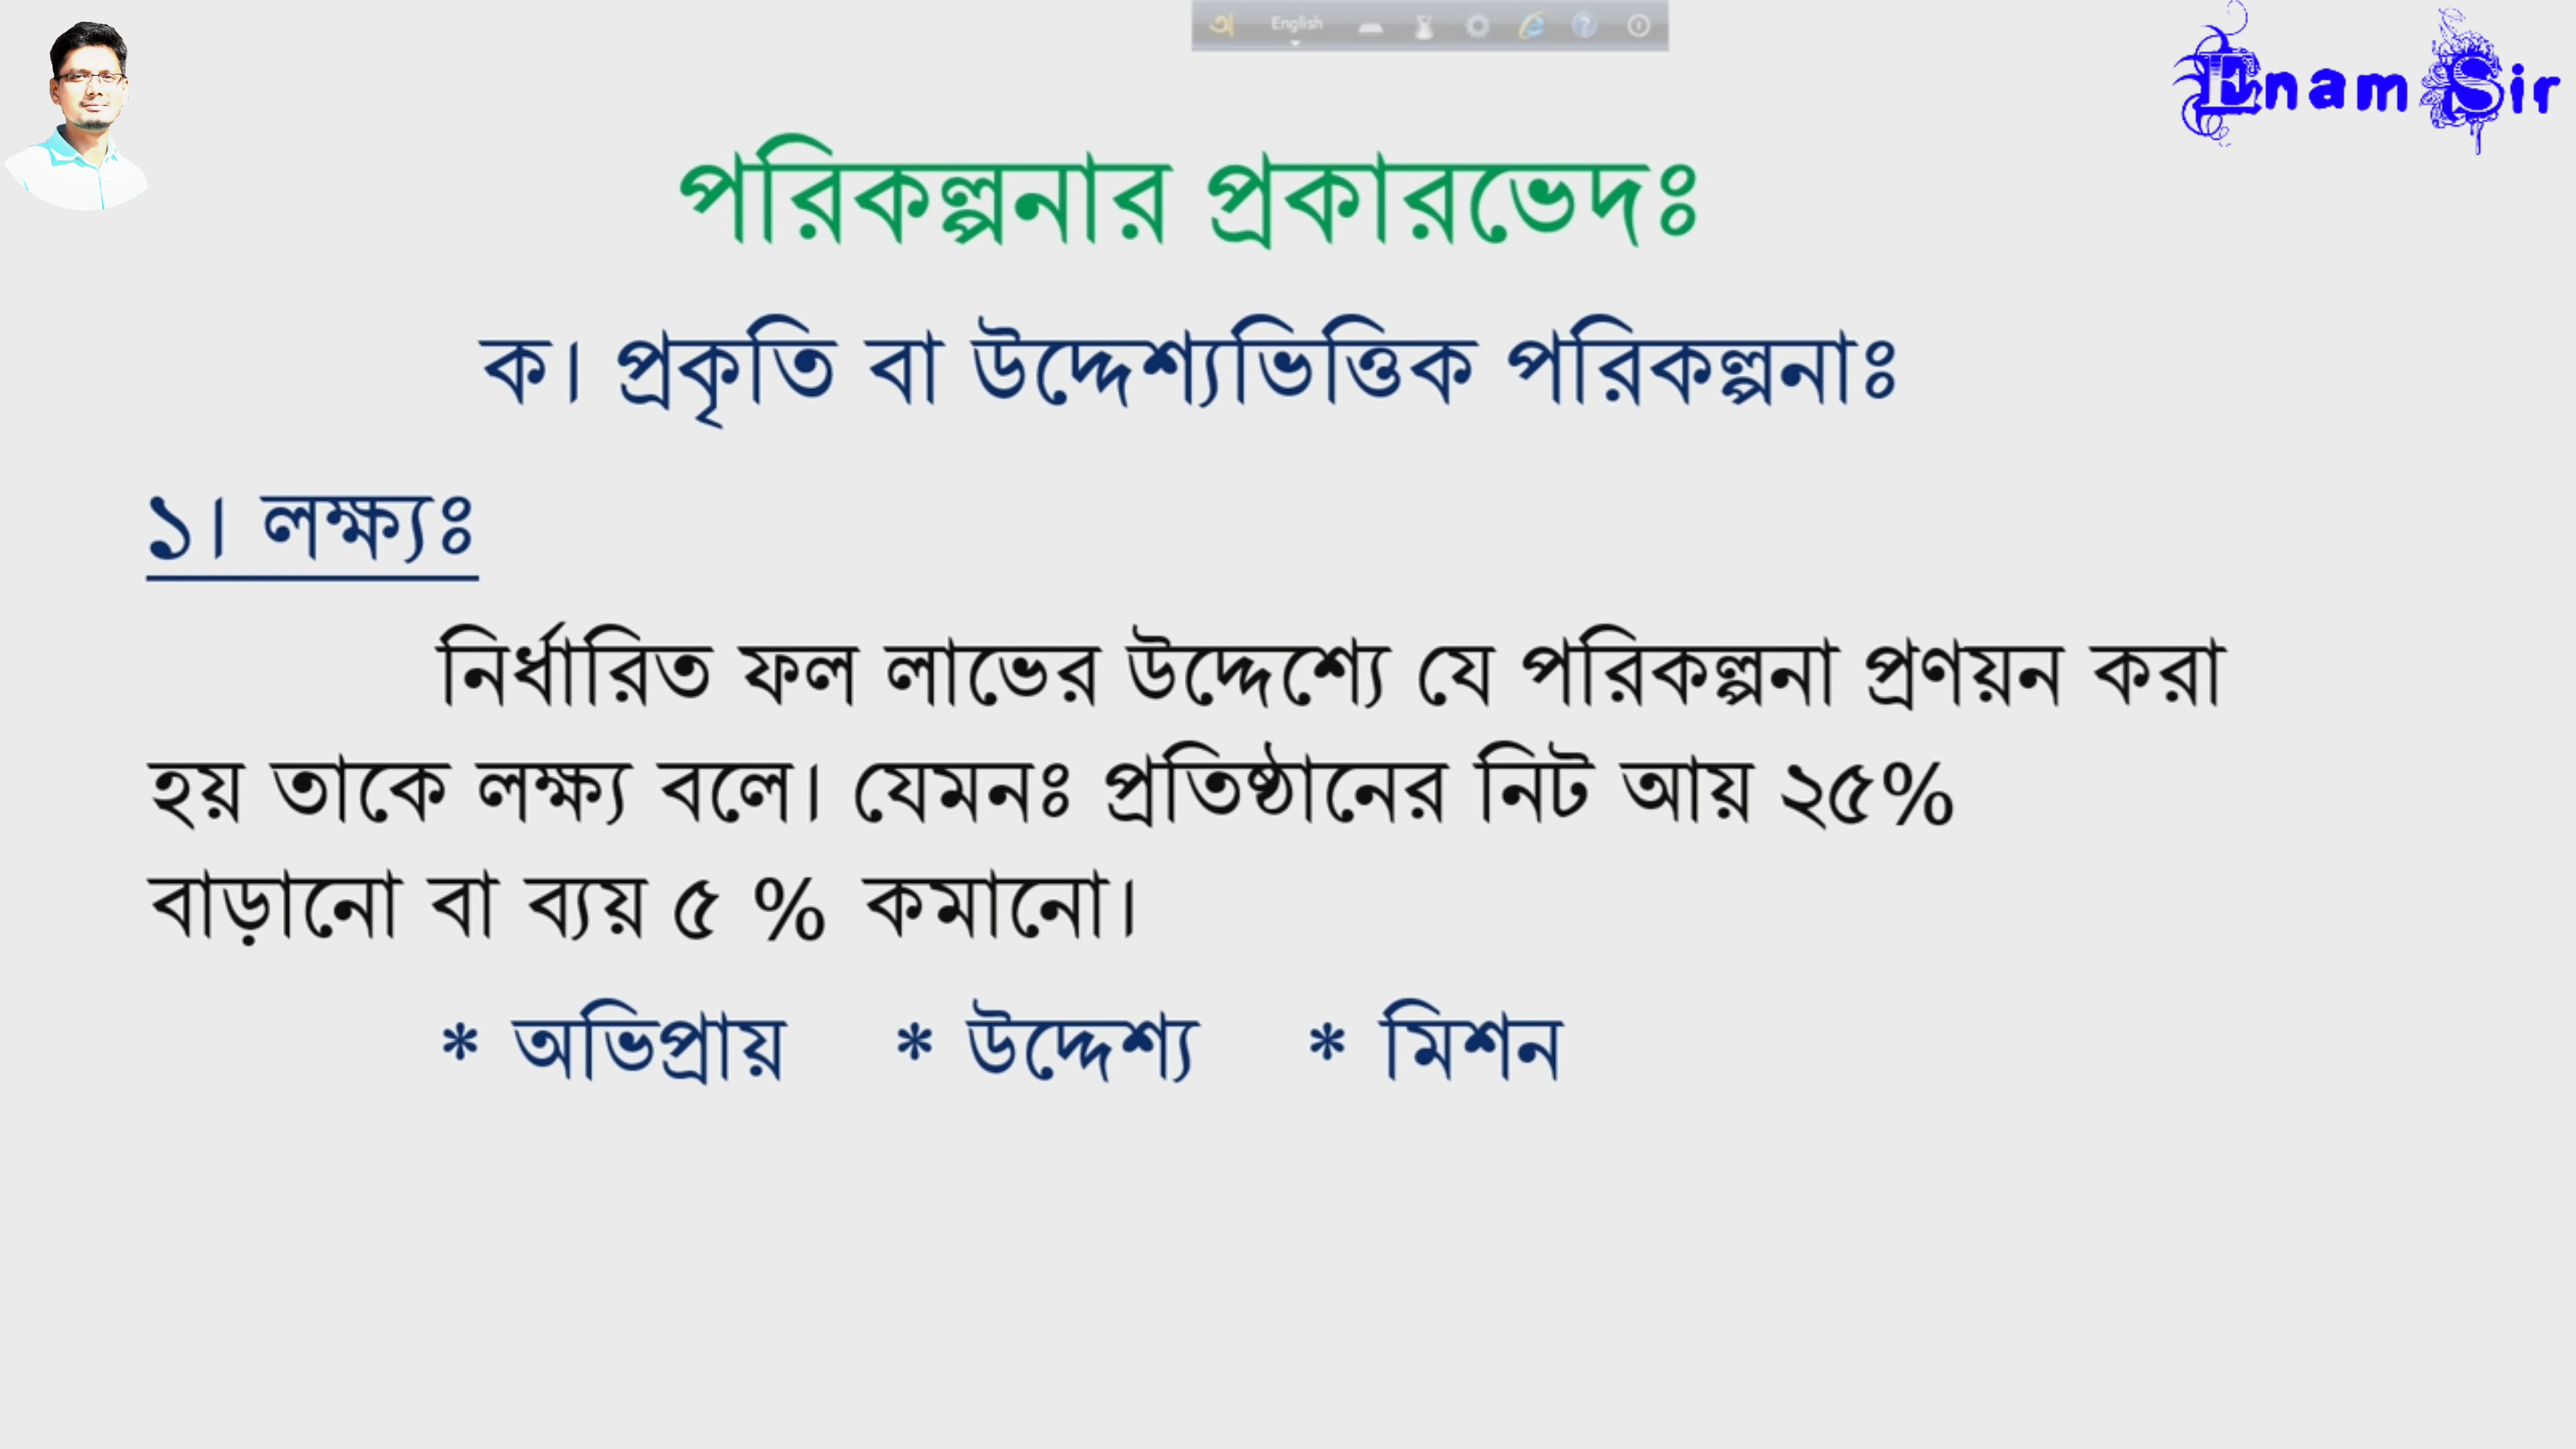 English
Enam Sir
পরিকল্পনার প্রকারভেদঃ
ক। প্রকৃতি বা উদ্দেশ্যভিত্তিক পরিকল্পনাঃ
১। লক্ষ্যঃ
নির্ধারিত ফল লাভের উদ্দেশ্যে যে পরিকল্পনা প্রণয়ন করা
হয় তাকে লক্ষ্য বলে। যেমনঃ প্রতিষ্ঠানের নিট আয় ২৫%
বাড়ানো বা ব্যয় ৫ % কমানো।
* অভিপ্রায় * উদ্দেশ্য * মিশন